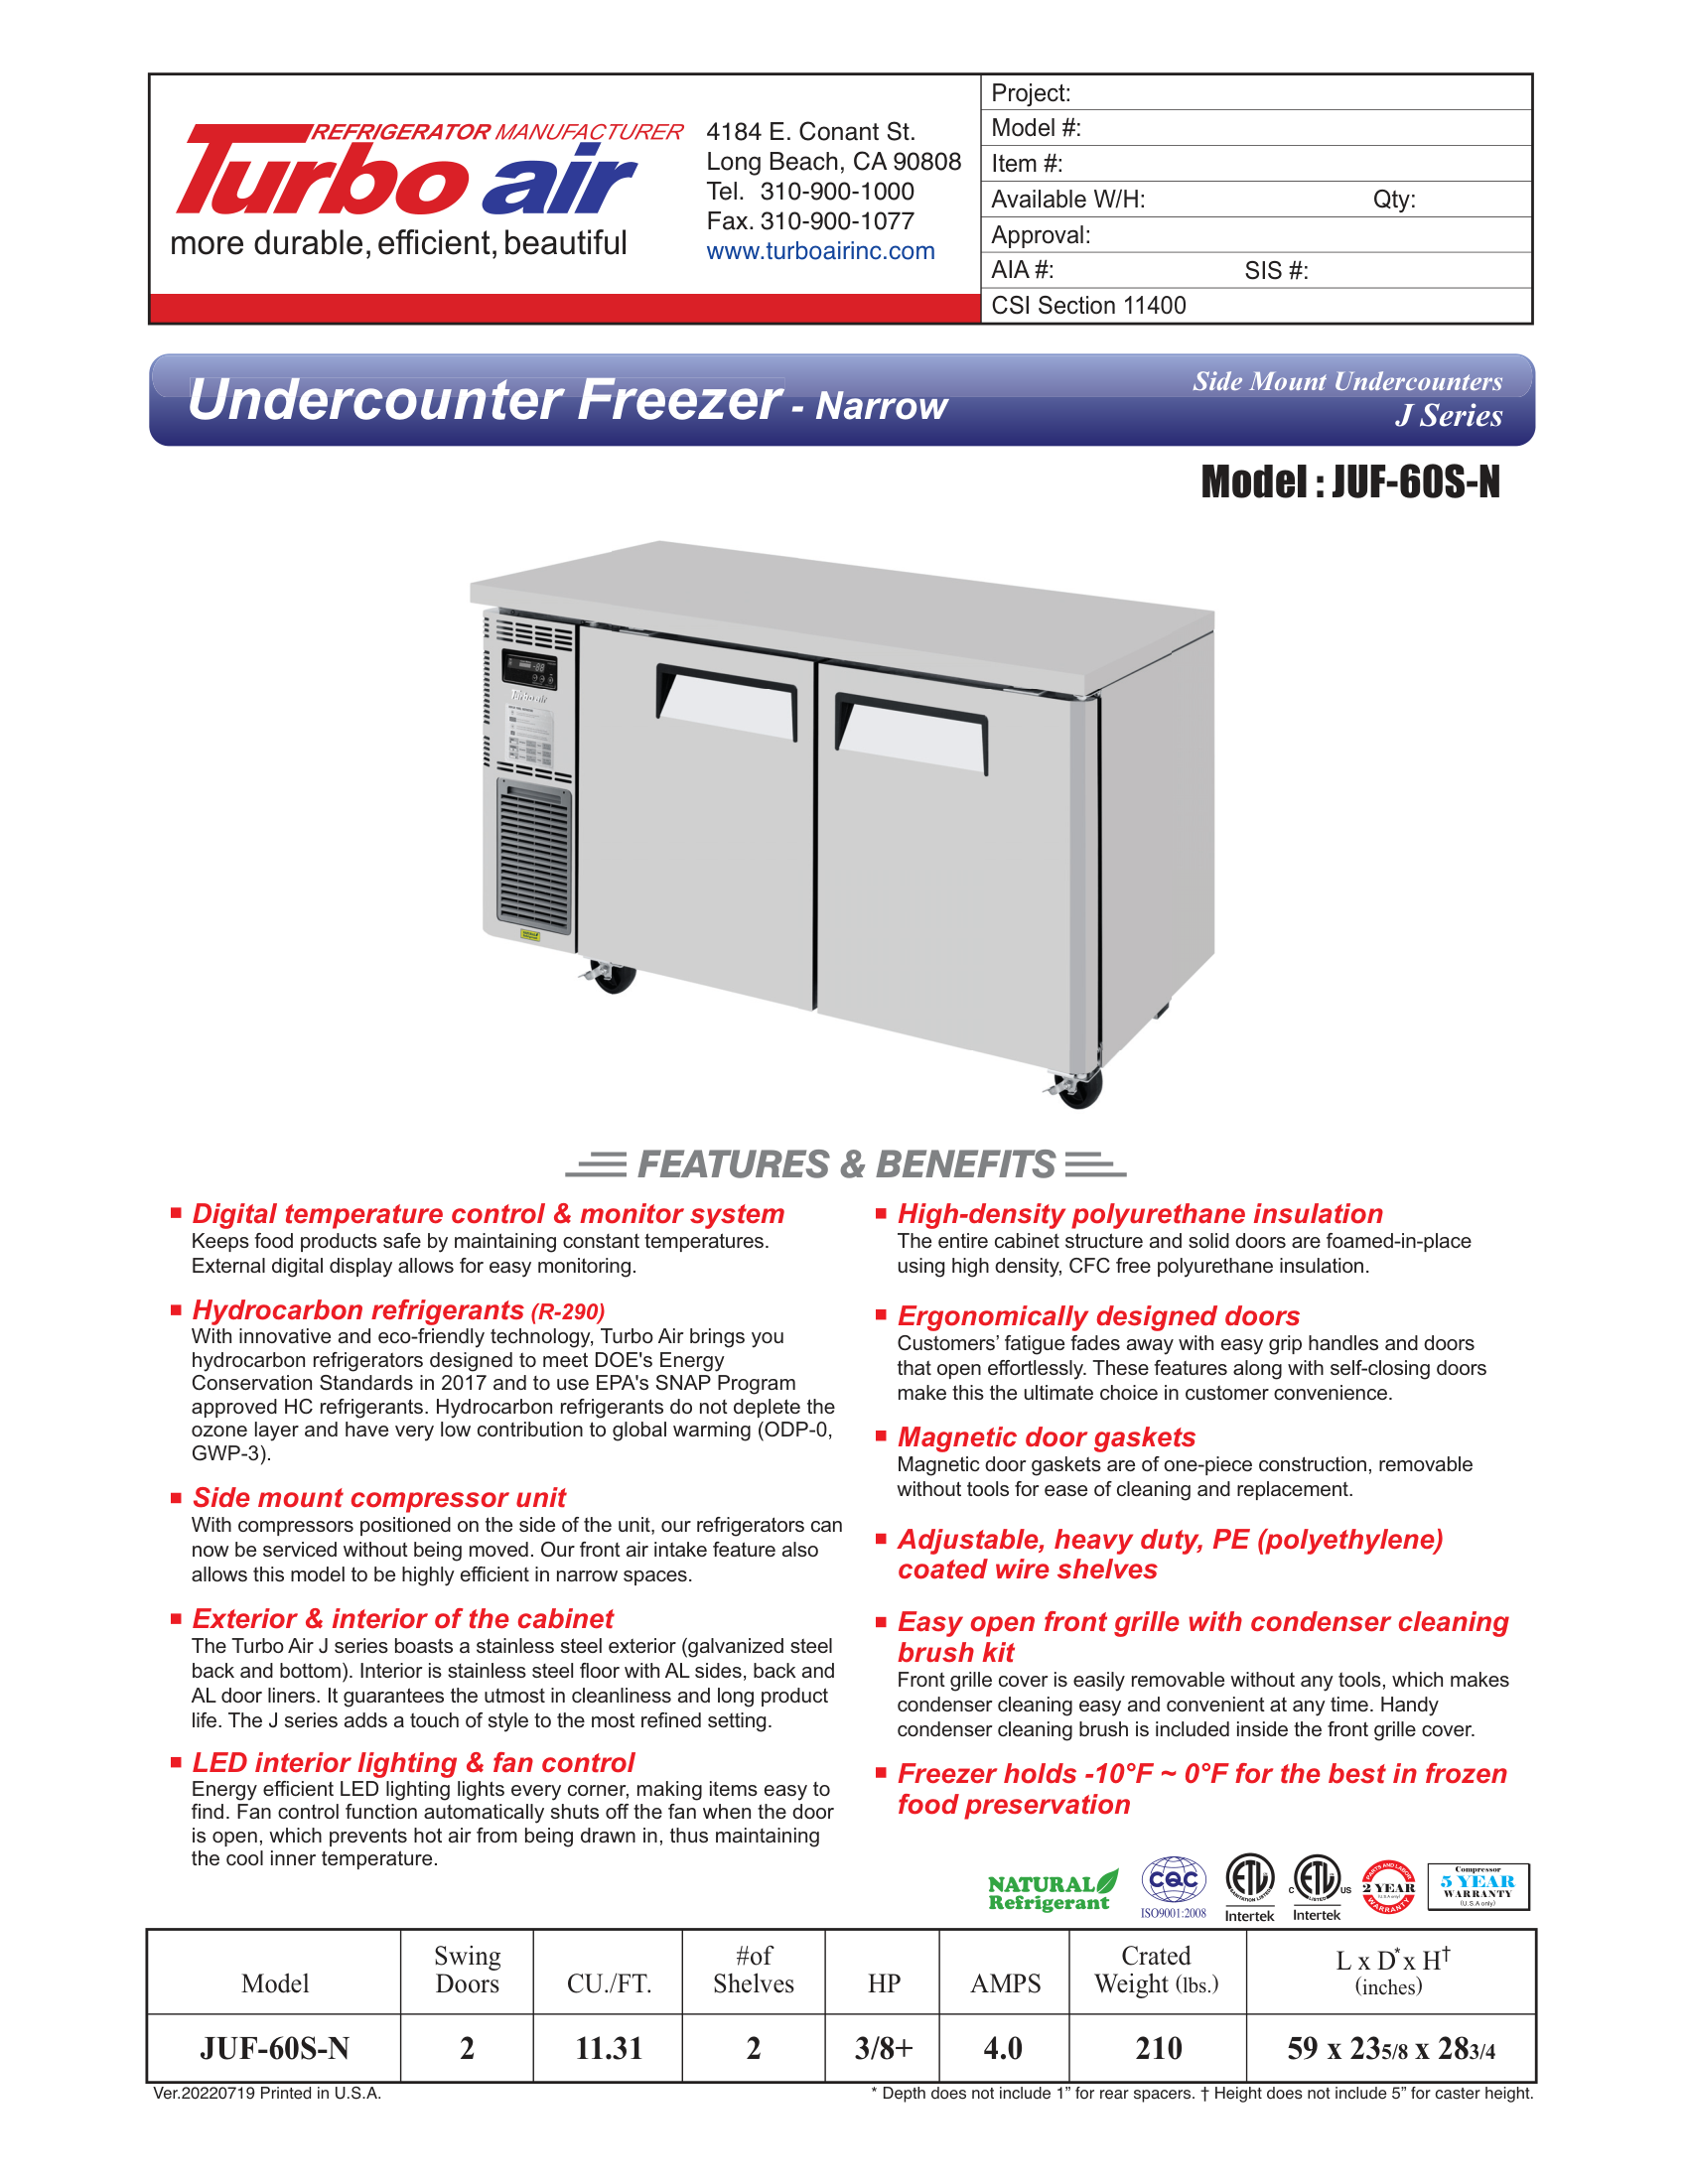 REFRIGERATOR MANUFACTURER
Turbo air
more durable, efficient, beautiful
4184 E. Conant St.
Long Beach, CA 90808
Tel. 310-900-1000
Fax. 310-900-1077
www.turboairinc.com
Project:
Model #:
Item #:
Available W/H: Qty:
Approval:
AIA #: SIS #:
CSI Section 11400
Undercounter Freezer - Narrow
Side Mount Undercounters
J Series
Model : JUF-60S-N
Turbo air
FEATURES & BENEFITS
Digital temperature control & monitor system
Keeps food products safe by maintaining constant temperatures.
External digital display allows for easy monitoring.
Hydrocarbon refrigerants (R-290)
With innovative and eco-friendly technology, Turbo Air brings you
hydrocarbon refrigerators designed to meet DOE's Energy
Conservation Standards in 2017 and to use EPA's SNAP Program
approved HC refrigerants. Hydrocarbon refrigerants do not deplete the
ozone layer and have very low contribution to global warming (ODP-0,
GWP-3).
Side mount compressor unit
With compressors positioned on the side of the unit, our refrigerators can
now be serviced without being moved. Our front air intake feature also
allows this model to be highly efficient in narrow spaces.
Exterior & interior of the cabinet
The Turbo Air J series boasts a stainless steel exterior (galvanized steel
back and bottom). Interior is stainless steel floor with AL sides, back and
AL door liners. It guarantees the utmost in cleanliness and long product
life. The J series adds a touch of style to the most refined setting.
LED interior lighting & fan control
Energy efficient LED lighting lights every corner, making items easy to
find. Fan control function automatically shuts off the fan when the door
is open, which prevents hot air from being drawn in, thus maintaining
the cool inner temperature.
High-density polyurethane insulation
The entire cabinet structure and solid doors are foamed-in-place
using high density, CFC free polyurethane insulation.
Ergonomically designed doors
Customers’ fatigue fades away with easy grip handles and doors
that open effortlessly. These features along with self-closing doors
make this the ultimate choice in customer convenience.
Magnetic door gaskets
Magnetic door gaskets are of one-piece construction, removable
without tools for ease of cleaning and replacement.
Adjustable, heavy duty, PE (polyethylene)
coated wire shelves
Easy open front grille with condenser cleaning
brush kit
Front grille cover is easily removable without any tools, which makes
condenser cleaning easy and convenient at any time. Handy
condenser cleaning brush is included inside the front grille cover.
Freezer holds -10°F ~ 0°F for the best in frozen
food preservation
NATURAL
Refrigerant
CQC
ISO9001:2008
ETL
SANITATION LISTED
Intertek
C ETL US
LISTED
Intertek
PARTS AND LABOR
2 YEAR
(U.S.A only)
WARRANTY
Compressor
5 YEAR
WARRANTY
(U.S.A only)
Model Swing Doors CU./FT. #of Shelves HP AMPS Crated Weight (lbs.) L x D* x H† (inches)
JUF-60S-N 2 11.31 2 3/8+ 4.0 210 59 x 235/8 x 283/4
Ver.20220719 Printed in U.S.A.
* Depth does not include 1” for rear spacers. † Height does not include 5” for caster height.